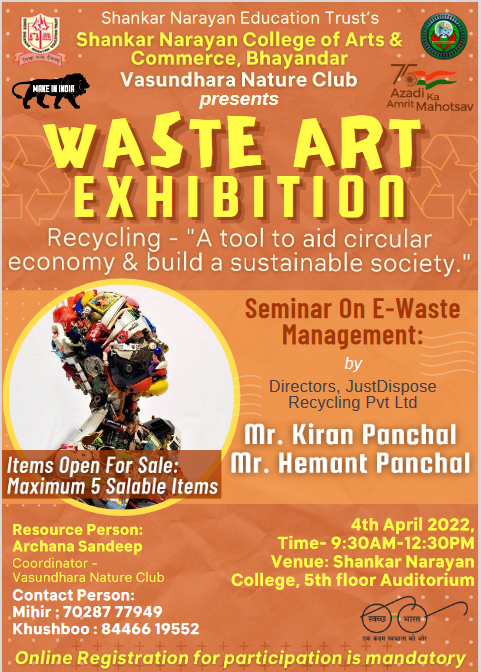 Shankar Narayan Education Trust's
Shankar Narayan College of Arts &
Commerce, Bhayandar
Vasundhara Nature Club
presents
MAKE IN INDIA
75
Azadi Ka
Amrit Mahotsav
WASTE ART
EXHIBITION
Recycling - "A tool to aid circular
economy & build a sustainable society."
Seminar On E-Waste
Management:
by
Directors, JustDispose
Recycling Pvt Ltd
Mr. Kiran Panchal
Mr. Hemant Panchal
Items Open For Sale:
Maximum 5 Salable Items
Resource Person:
Archana Sandeep
Coordinator -
Vasundhara Nature Club
Contact Person:
Mihir : 70287 77949
Khushboo : 84466 19552
4th April 2022,
Time- 9:30AM-12:30PM
Venue: Shankar Narayan
College, 5th floor Auditorium
स्वच्छ भारत
एक कदम स्वच्छता की ओर
Online Registration for participation is mandatory